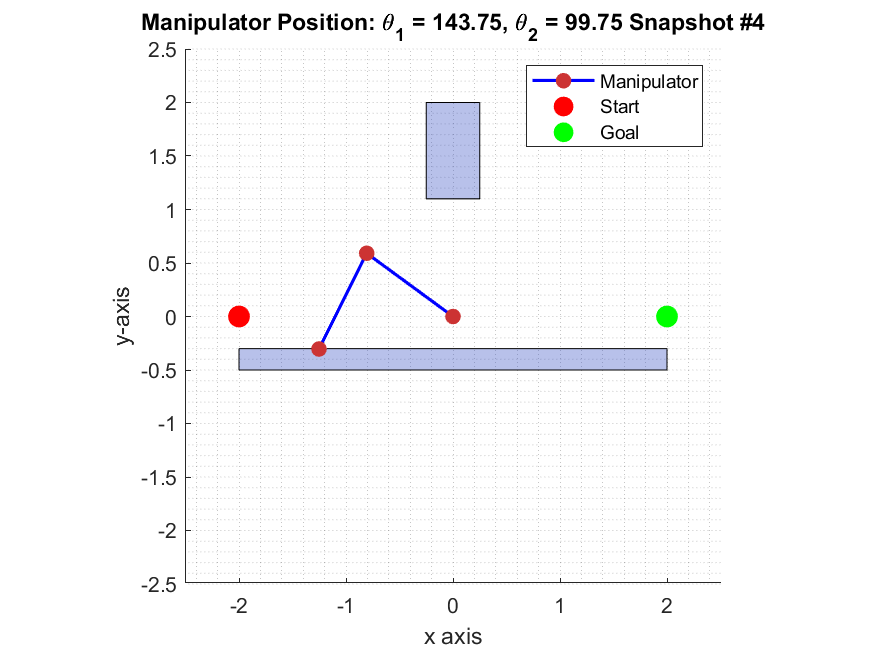 Manipulator Position: θ1 = 143.75, θ2 = 99.75 Snapshot #4
Manipulator
Start
Goal
2.5
2
1.5
1
0.5
0
-0.5
-1
-1.5
-2
-2.5
y-axis
-2 -1 0 1 2
x axis